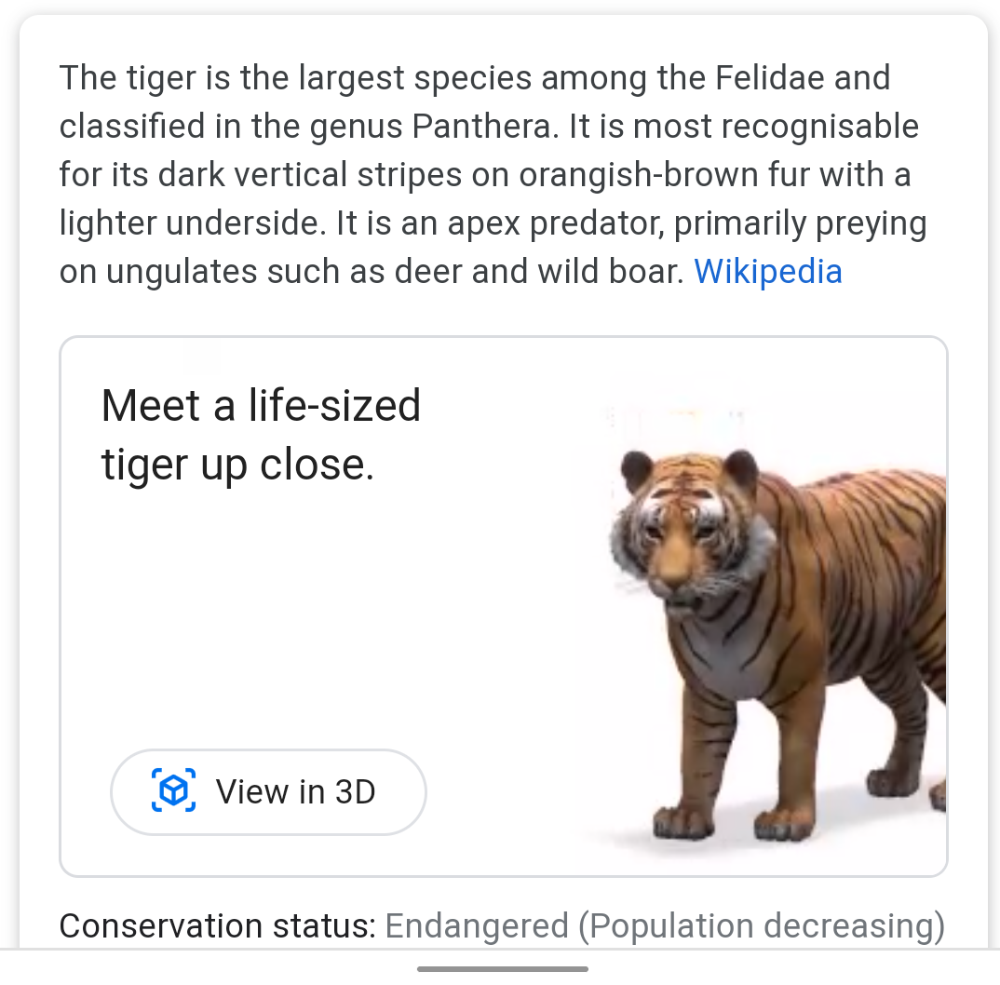 The tiger is the largest species among the Felidae and
classified in the genus Panthera. It is most recognisable
for its dark vertical stripes on orangish-brown fur with a
lighter underside. It is an apex predator, primarily preying
on ungulates such as deer and wild boar. Wikipedia
Meet a life-sized
tiger up close.
View in 3D
Conservation status: Endangered (Population decreasing)